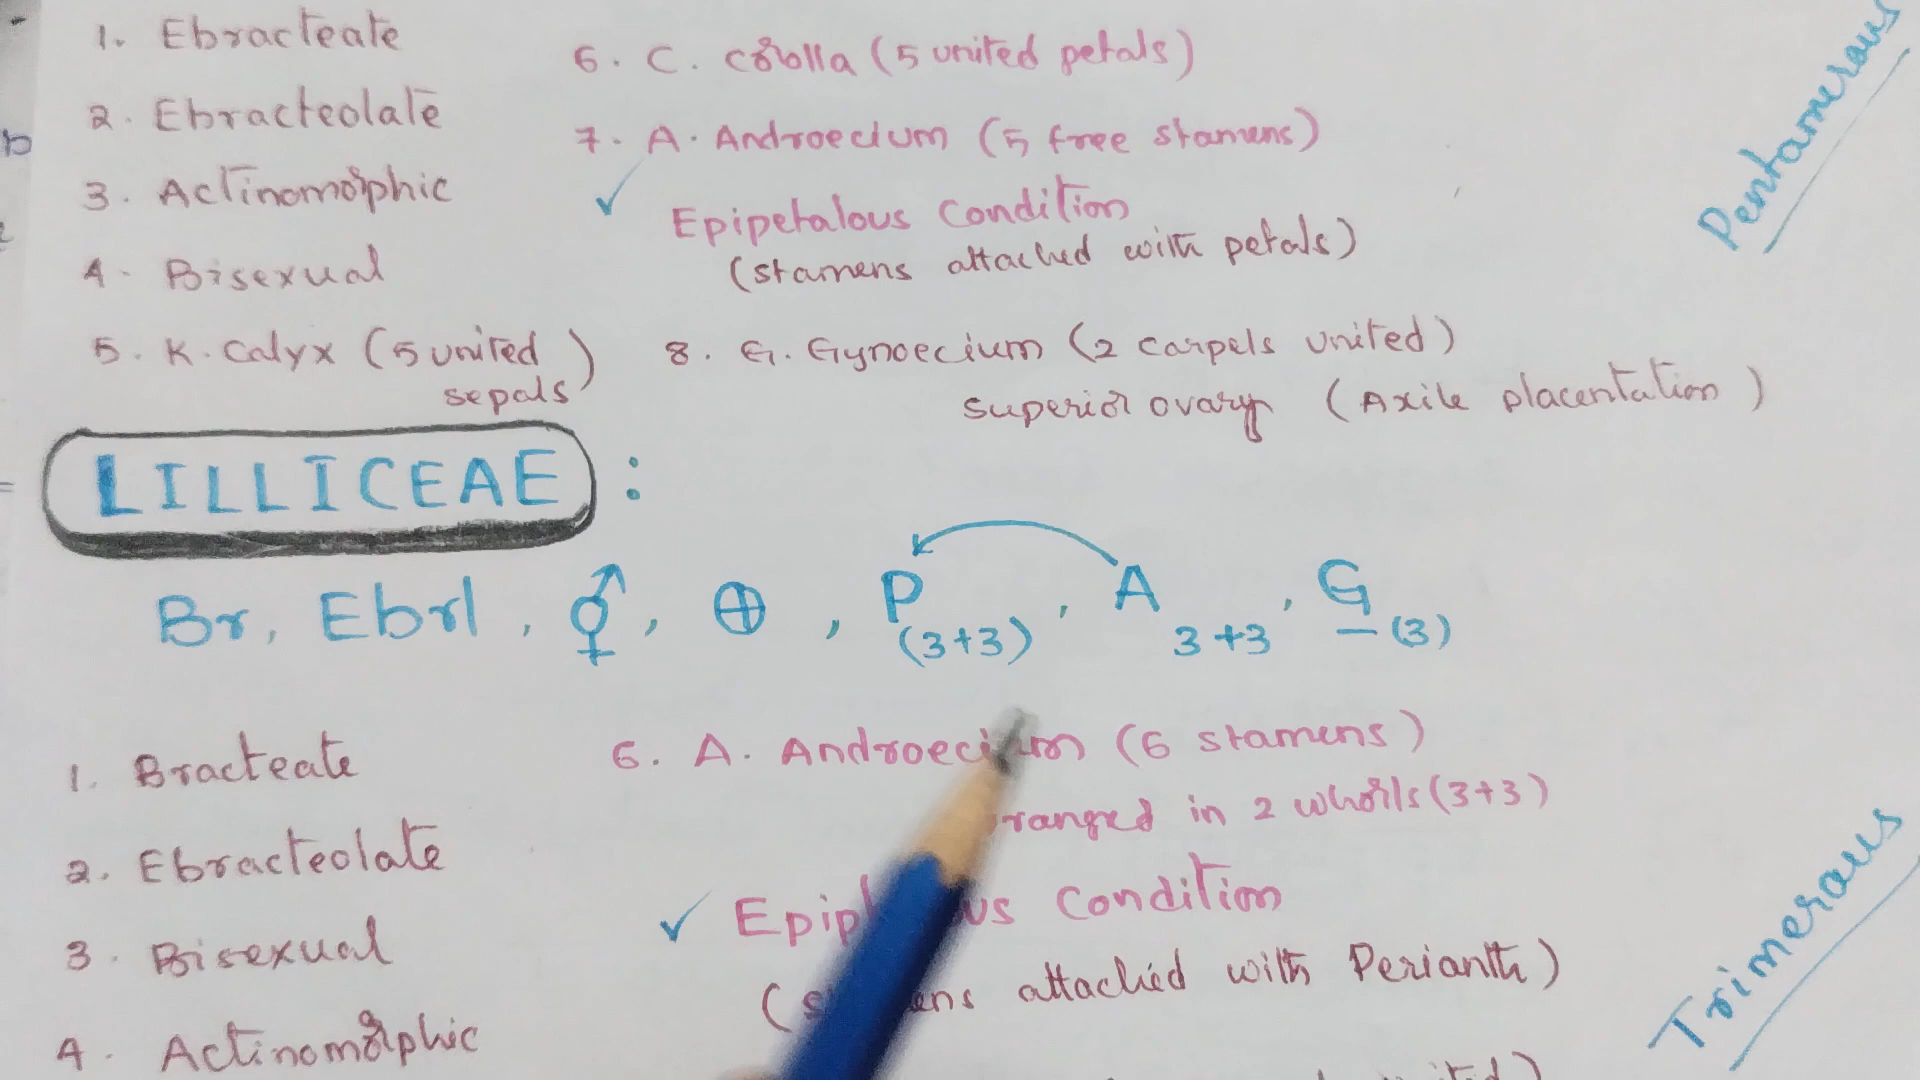 1. Ebracteate
2. Ebracteolate
3. Actinomorphic
4. Bisexual
5. K. Calyx (5 united sepals)
6. C. Corolla (5 united petals)
7. A. Androecium (5 free stamens)
✓ Epipetalous Condition
(stamens attached with petals)
8. G. Gynoecium (2 carpels united)
superior ovary (Axile placentation)
Pentamerous
LILLICEAE :
Br, Ebrl, ⚥, ⊕, P(3+3), A 3+3, G(3)
1. Bracteate
2. Ebracteolate
3. Bisexual
4. Actinomorphic
6. A. Androecium (6 stamens)
ranged in 2 whorls (3+3)
✓ Condition
attached with Perianth)
Trimerous